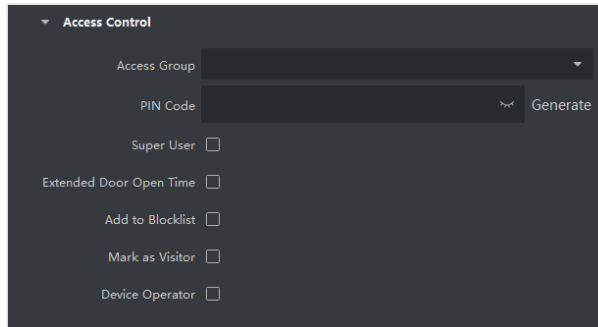 Access Control
Access Group
PIN Code Generate
Super User
Extended Door Open Time
Add to Blocklist
Mark as Visitor
Device Operator